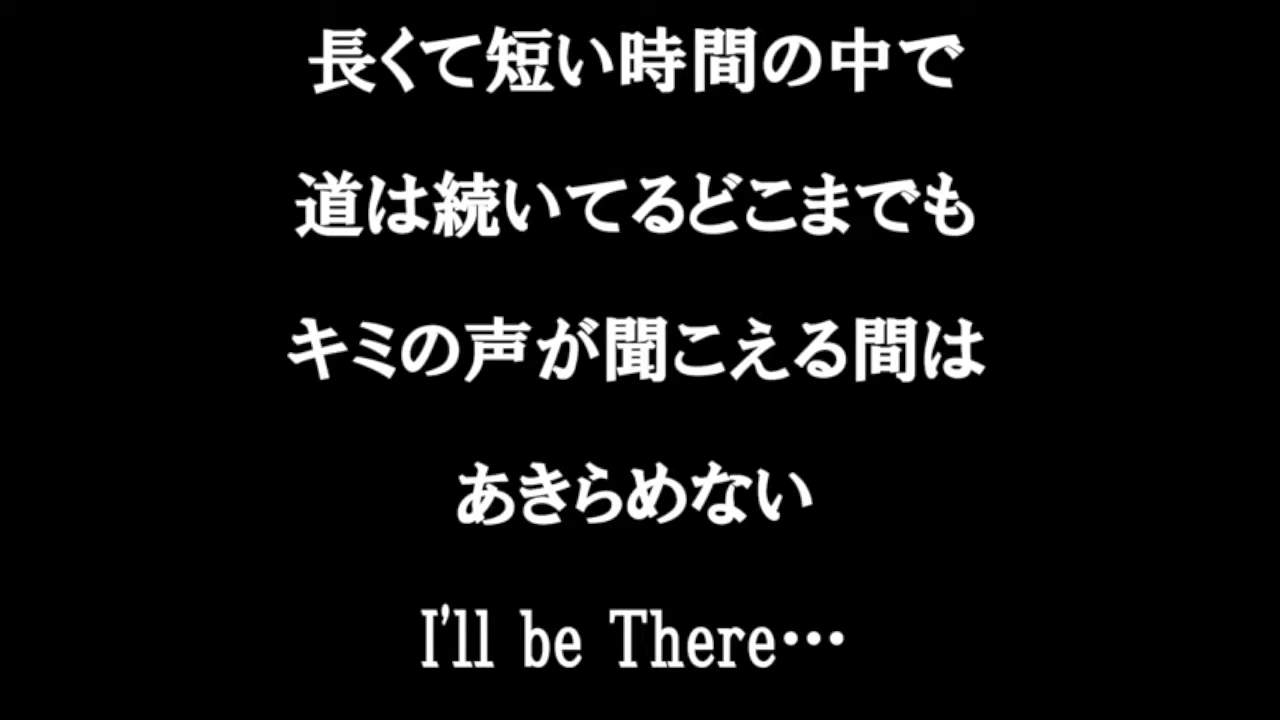 長くて短い時間の中で
道は続いてるどこまでも
キミの声が聞こえる間は
あきらめない
I'll be There…